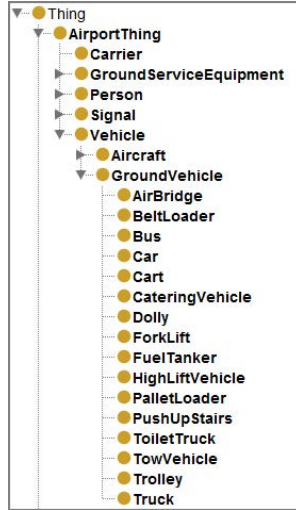 Thing
AirportThing
Carrier
GroundServiceEquipment
Person
Signal
Vehicle
Aircraft
GroundVehicle
AirBridge
BeltLoader
Bus
Car
Cart
CateringVehicle
Dolly
ForkLift
FuelTanker
HighLiftVehicle
PalletLoader
PushUpStairs
ToiletTruck
TowVehicle
Trolley
Truck